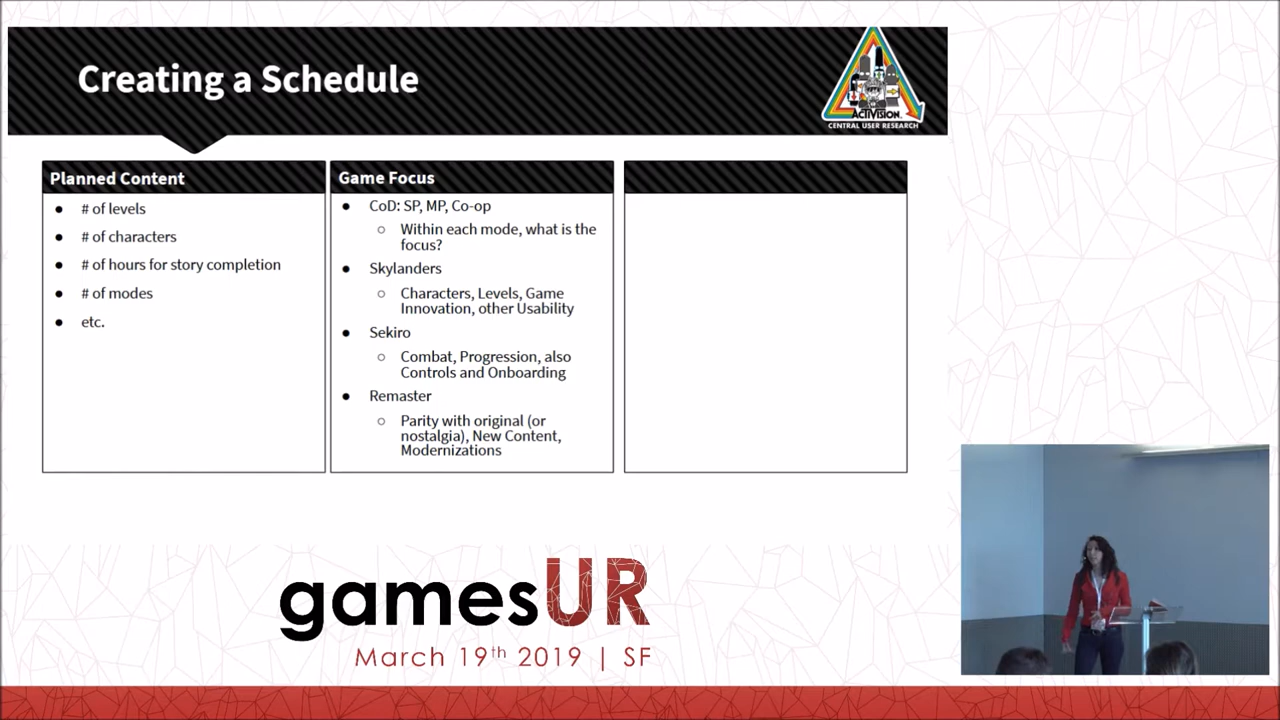 Creating a Schedule
ACTIVISION
CENTRAL USER RESEARCH
Planned Content
● # of levels
● # of characters
● # of hours for story completion
● # of modes
● etc.
Game Focus
● CoD: SP, MP, Co-op
○ Within each mode, what is the
focus?
● Skylanders
○ Characters, Levels, Game
Innovation, other Usability
● Sekiro
○ Combat, Progression, also
Controls and Onboarding
● Remaster
○ Parity with original (or
nostalgia), New Content,
Modernizations
gamesUR
March 19th 2019 | SF